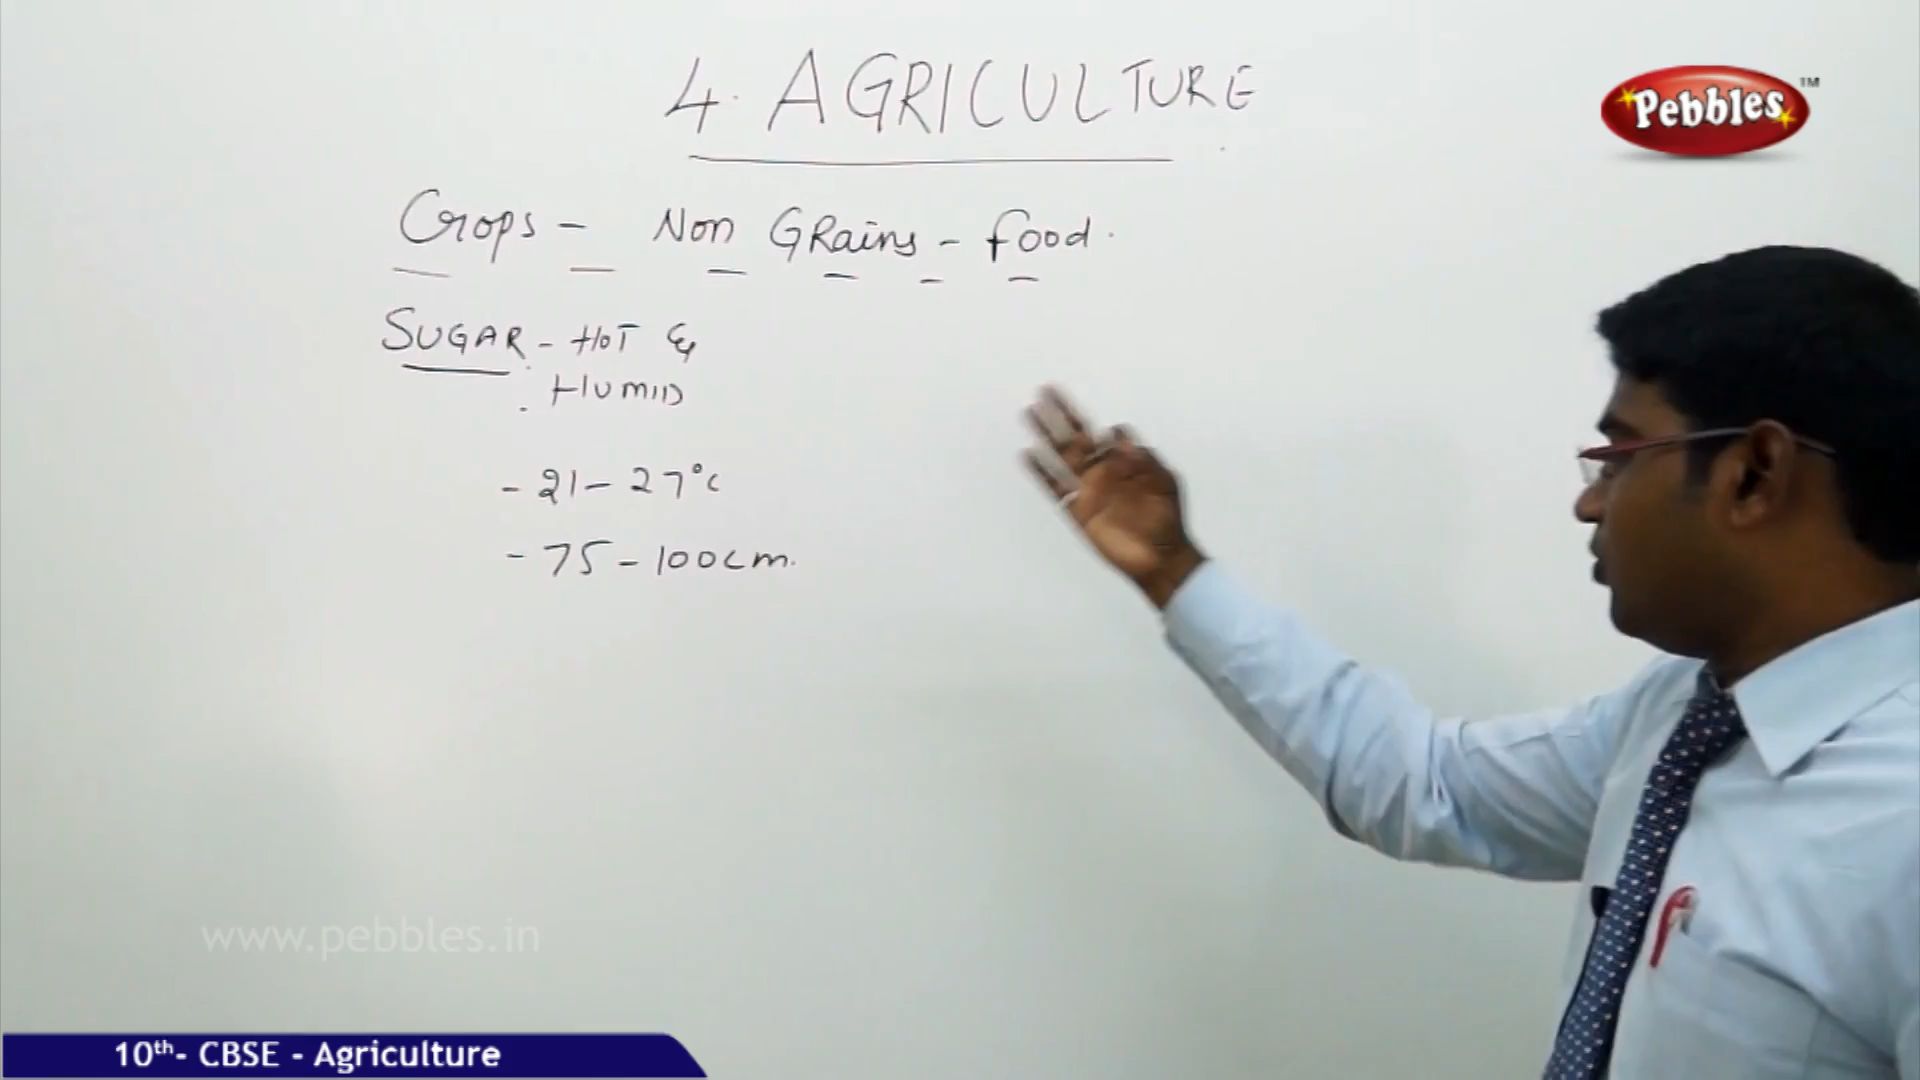 4. AGRICULTURE
Pebbles™
Crops - Non GRains - food.
SUGAR - HOT &
HUMID
- 21 - 27°C
- 75 - 100cm.
www.pebbles.in
10th- CBSE - Agriculture